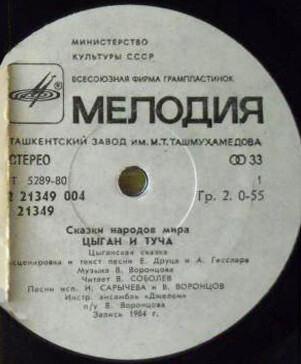 МИНИСТЕРСТВО
КУЛЬТУРЫ СССР
ВСЕСОЮЗНАЯ ФИРМА ГРАМПЛАСТИНОК
МЕЛОДИЯ
ТАШКЕНТСКИЙ ЗАВОД ИМ. М.Т. ТАШМУХАМЕДОВА
СТЕРЕО 33
Т 5289-80 1
2 21349 004 Гр. 2. 0-55
21349
Сказки народов мира
ЦЫГАН И ТУЧА
Цыганская сказка
сценировка и текст песни Е. Друца и А. Гесслера
Музыка В. Воронцова
Читает В. СОБОЛЕВ
Песни исп. И. САРЫЧЕВА и В. ВОРОНЦОВ
Инстр. ансамбль «Джелем»
п/у В. Воронцова
Запись 1984 г.